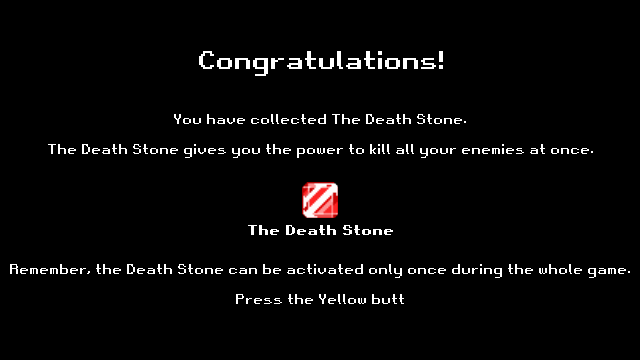 Congratulations!
You have collected The Death Stone.
The Death Stone gives you the power to kill all your enemies at once.
The Death Stone
Remember, the Death Stone can be activated only once during the whole game.
Press the Yellow butt